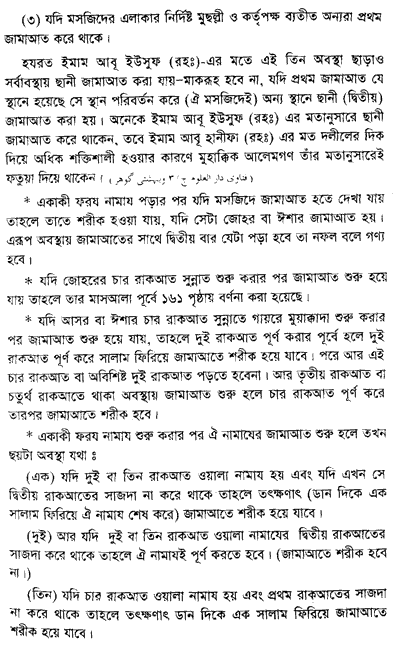 (৩) যদি মসজিদের এলাকার নির্দিষ্ট মুছল্লী ও কর্তৃপক্ষ ব্যতীত অন্যরা প্রথম
জামাআত করে থাকে।
হযরত ইমাম আবূ ইউসুফ (রহঃ)-এর মতে এই তিন অবস্থা ছাড়াও
সর্বাবস্থায় ছানী জামাআত করা যায়–মাকরূহ হবে না, যদি প্রথম জামাআত যে
স্থানে হয়েছে সে স্থান পরিবর্তন করে (ঐ মসজিদেই) অন্য স্থানে ছানী (দ্বিতীয়)
জামাআত করা হয়। অনেকে ইমাম আবূ ইউসুফ (রহঃ) এর মতানুসারে ছানী
জামাআত করে থাকেন, তবে ইমাম আবূ হানীফা (রহঃ) এর মত দলীলের দিক
দিয়ে অধিক শক্তিশালী হওয়ার কারণে মুহাক্কিক আলেমগণ তাঁর মতানুসারেই
ফতুয়া দিয়ে থাকেন। (فتاوی دار العلوم ج/٣ وبہشتی گوہر)
* একাকী ফরয নামায পড়ার পর যদি মসজিদে জামাআত হতে দেখা যায়
তাহলে তাতে শরীক হওয়া যায়, যদি সেটা জোহর বা ঈশার জামাআত হয়।
এরূপ অবস্থায় জামাআতের সাথে দ্বিতীয় বার যেটা পড়া হবে তা নফল বলে গণ্য
হবে।
* যদি জোহরের চার রাকআত সুন্নাত শুরু করার পর জামাআত শুরু হয়ে
যায় তাহলে তার মাসআলা পূর্বে ১৬১ পৃষ্ঠায় বর্ণনা করা হয়েছে।
* যদি আসর বা ঈশার চার রাকআত সুন্নাতে গায়রে মুয়াক্কাদা শুরু করার
পর জামাআত শুরু হয়ে যায়, তাহলে দুই রাকআত পূর্ণ করার পূর্বে হলে দুই
রাকআত পূর্ণ করে সালাম ফিরিয়ে জামাআতে শরীক হয়ে যাবে। পরে আর এই
চার রাকআত বা অবিশিষ্ট দুই রাকআত পড়তে হবেনা। আর তৃতীয় রাকআত বা
চতুর্থ রাকআতে থাকা অবস্থায় জামাআত শুরু হলে চার রাকআত পূর্ণ করে
তারপর জামাআতে শরীক হবে।
* একাকী ফরয নামায শুরু করার পর ঐ নামাযের জামাআত শুরু হলে তখন
ছয়টা অবস্থা যথা ঃ
(এক) যদি দুই বা তিন রাকআত ওয়ালা নামায হয় এবং যদি এখন সে
দ্বিতীয় রাকআতের সাজদা না করে থাকে তাহলে তৎক্ষণাৎ (ডান দিকে এক
সালাম ফিরিয়ে ঐ নামায শেষ করে) জামাআতে শরীক হয়ে যাবে।
(দুই) আর যদি দুই বা তিন রাকআত ওয়ালা নামাযের দ্বিতীয় রাকআতের
সাজদা করে থাকে তাহলে ঐ নামাযই পূর্ণ করতে হবে। (জামাআতে শরীক হবে
না।)
(তিন) যদি চার রাকআত ওয়ালা নামায হয় এবং প্রথম রাকআতের সাজদা
না করে থাকে তাহলে তৎক্ষণাৎ ডান দিকে এক সালাম ফিরিয়ে জামাআতে
শরীক হয়ে যাবে।